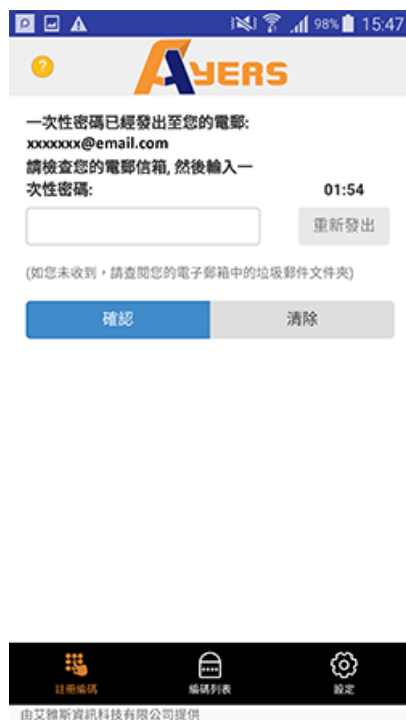 98% 15:47
?
AYERS
一次性密碼已經發出至您的電郵:
xxxxxxx@email.com
請檢查您的電郵信箱, 然後輸入一
次性密碼:
01:54
重新發出
(如您未收到，請查閱您的電子郵箱中的垃圾郵件文件夾)
確認 清除
註冊編碼 編碼列表 設定
由艾雅斯資訊科技有限公司提供